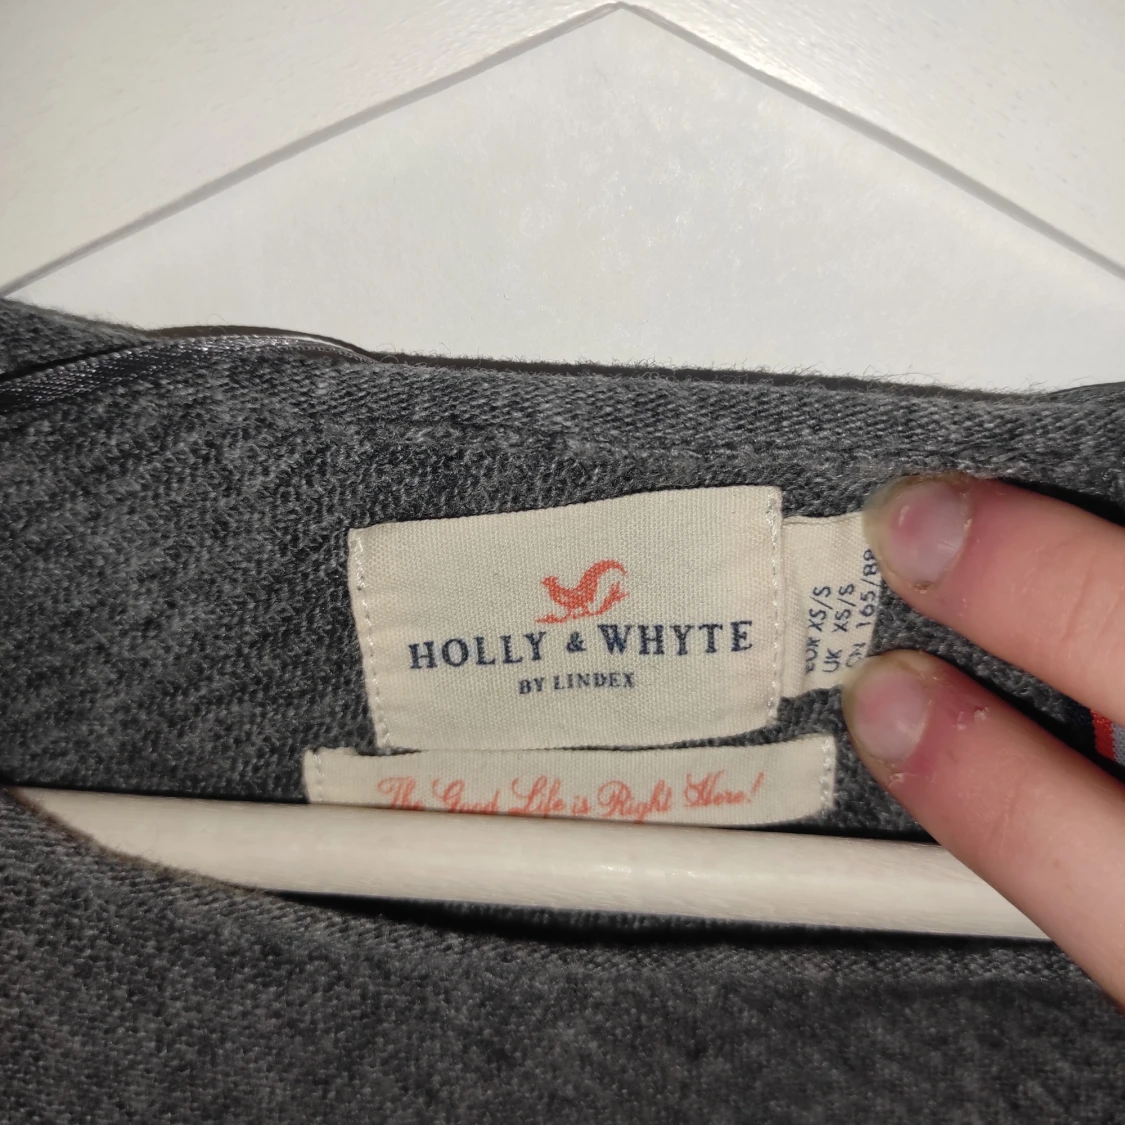 HOLLY & WHYTE
BY LINDEX
The Good Life is Right Here!
EUR XS/S
UK XS/S
CN 165/88